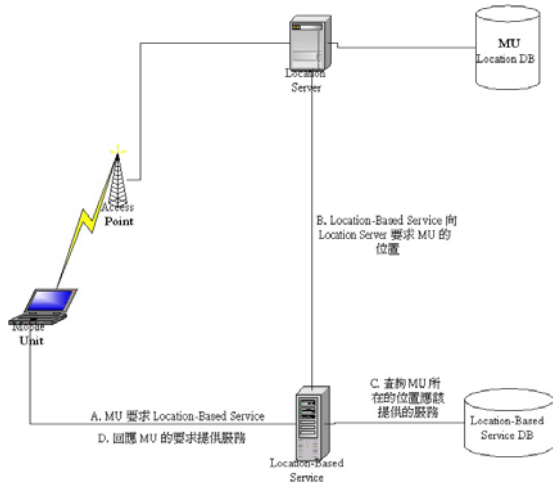 MU
Location DB
Location
Server
Access
Point
B. Location-Based Service 向
Location Server 要求 MU 的
位置
Mobile
Unit
C. 查詢 MU 所
在的位置應該
提供的服務
A. MU 要求 Location-Based Service
D. 回應 MU 的要求提供服務
Location-Based
Service
Location-Based
Service DB